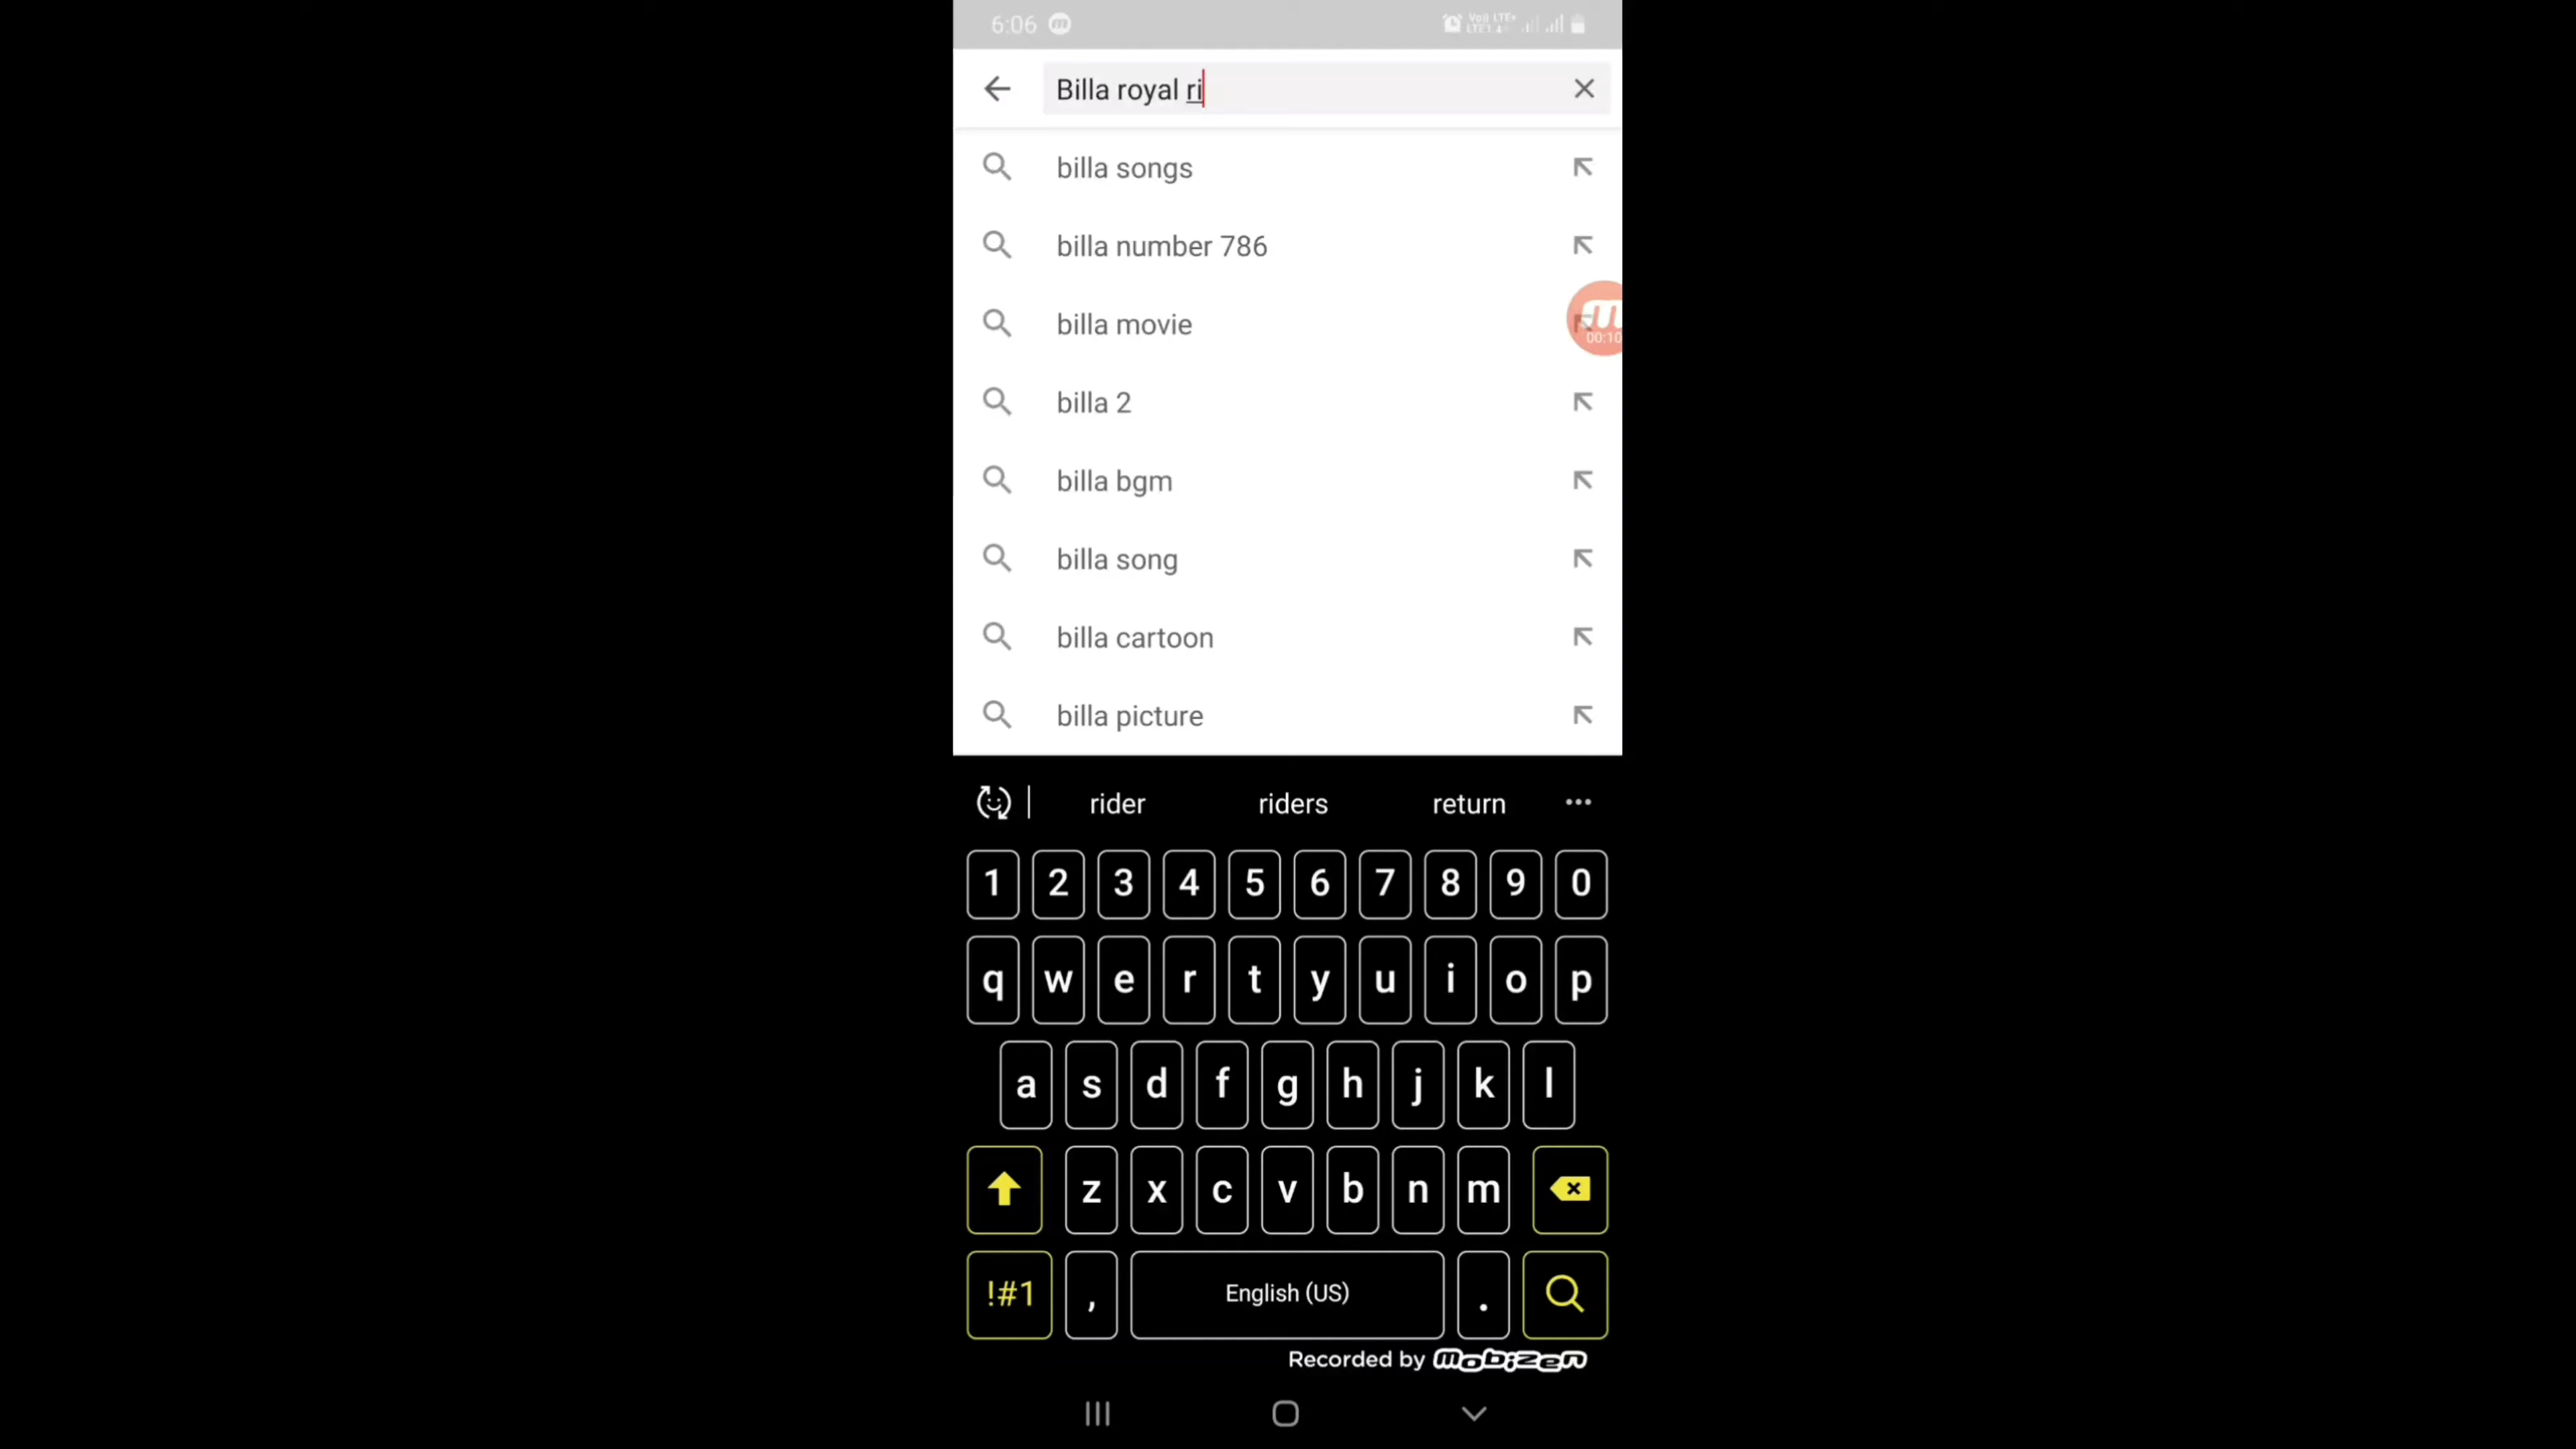 6:06
Billa royal ri
billa songs
billa number 786
billa movie
00:10
billa 2
billa bgm
billa song
billa cartoon
billa picture
rider riders return
1 2 3 4 5 6 7 8 9 0
q w e r t y u i o p
a s d f g h j k l
z x c v b n m
!#1 , English (US) .
Recorded by mobizen